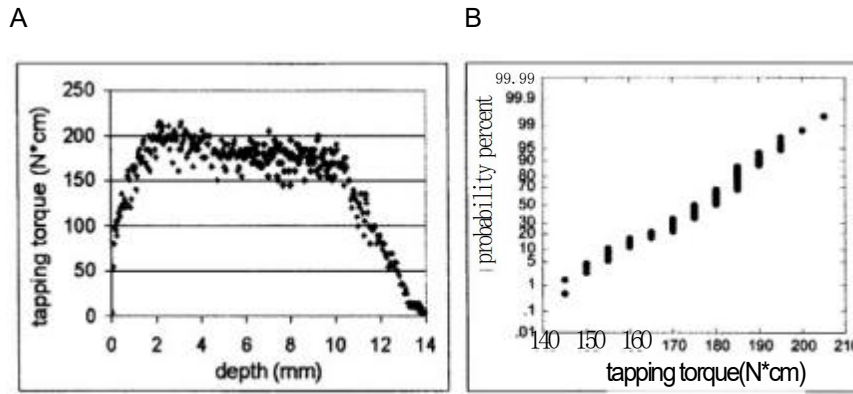 A
B
tapping torque (N*cm)
250
200
150
100
50
0
0 2 4 6 8 10 12 14
depth (mm)
probability percent
99.99
99.9
99
95
90
80
70
50
30
20
10
5
1
.1
.01
140 150 160 170 180 190 200 210
tapping torque(N*cm)